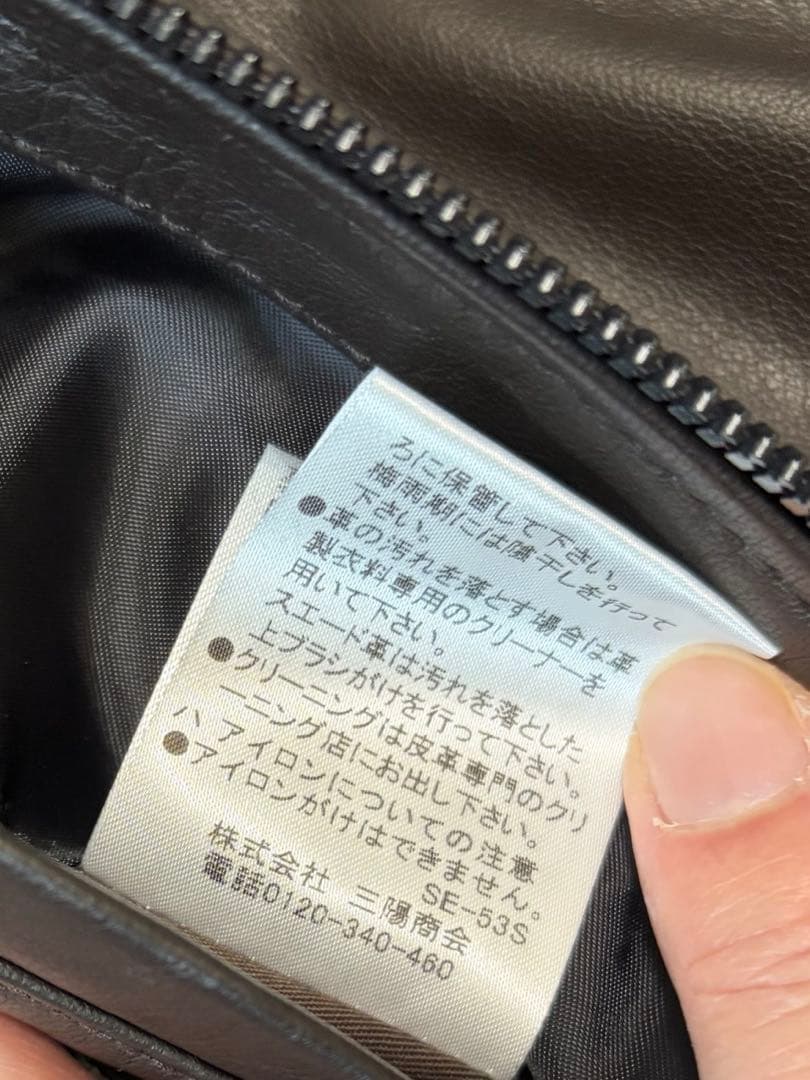 ろに保管して下さい。
梅雨期には陰干しを行って
下さい。
●革の汚れを落とす場合は革
製衣料専用のクリーナーを
用いて下さい。
スエード革は汚れを落とした
上ブラシがけを行って下さい。
●クリーニングは皮革専門のクリ
ーニング店にお出し下さい。
ハ アイロンについての注意
●アイロンがけはできません。
SE-53S
株式会社 三陽商会
電話0120-340-460